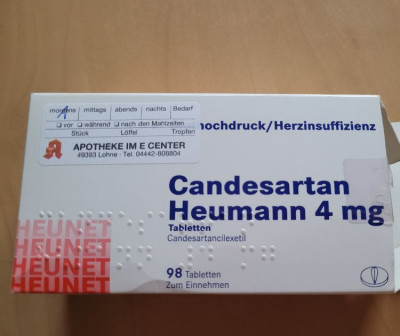 morgens mittags abends nachts Bedarf
1
vor während nach den Mahlzeiten
Stück Löffel Tropfen
APOTHEKE IM E CENTER
49393 Lohne · Tel. 04442-808804
hochdruck/Herzinsuffizienz
Candesartan
Heumann 4 mg
Tabletten
Candesartancilexetil
HEUNET
HEUNET
HEUNET
HEUNET
98 Tabletten
Zum Einnehmen